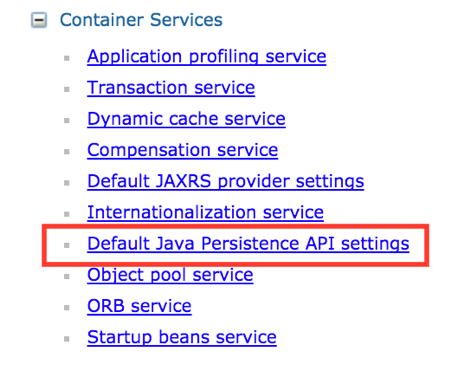 Container Services
Application profiling service
Transaction service
Dynamic cache service
Compensation service
Default JAXRS provider settings
Internationalization service
Default Java Persistence API settings
Object pool service
ORB service
Startup beans service